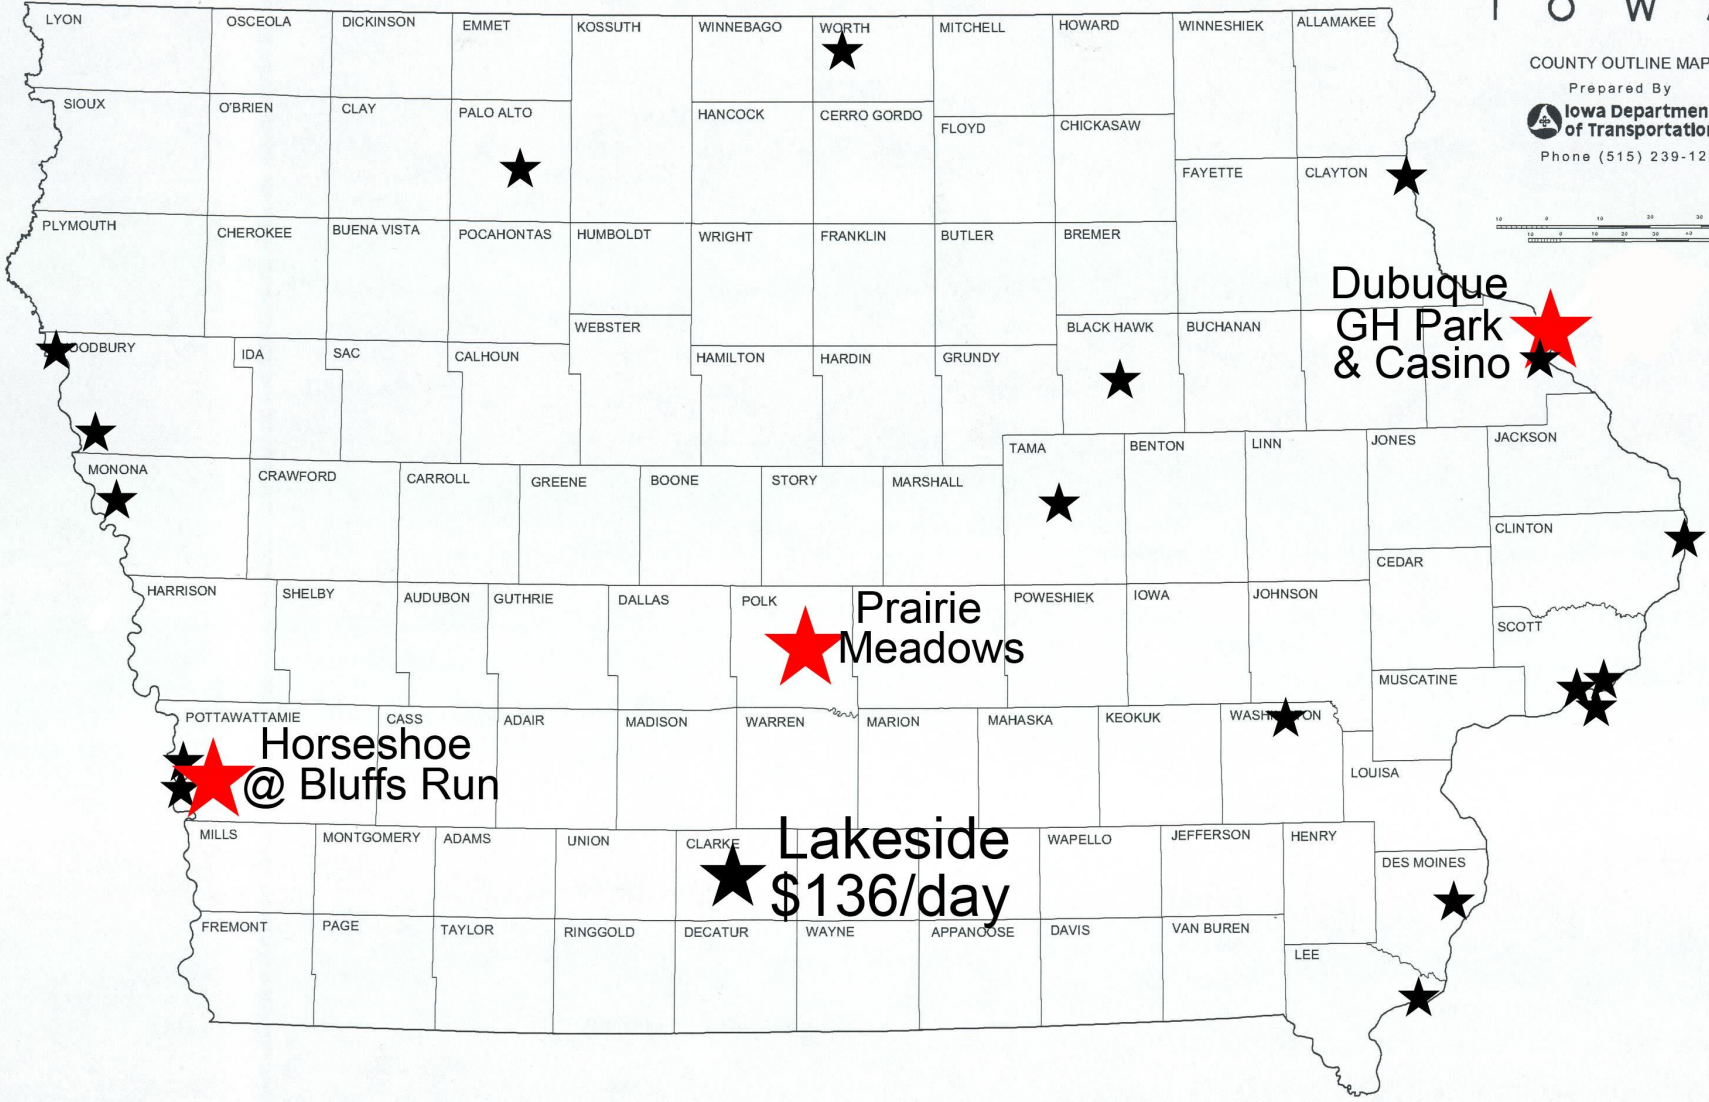 I O W
COUNTY OUTLINE MAP
Prepared By
Iowa Departmen
of Transportation
Phone (515) 239-12
LYON
OSCEOLA
DICKINSON
EMMET
KOSSUTH
WINNEBAGO
WORTH
MITCHELL
HOWARD
WINNESHIEK
ALLAMAKEE
SIOUX
O'BRIEN
CLAY
PALO ALTO
HANCOCK
CERRO GORDO
FLOYD
CHICKASAW
FAYETTE
CLAYTON
PLYMOUTH
CHEROKEE
BUENA VISTA
POCAHONTAS
HUMBOLDT
WRIGHT
FRANKLIN
BUTLER
BREMER
Dubuque
GH Park
& Casino
WEBSTER
BLACK HAWK
BUCHANAN
OODBURY
IDA
SAC
CALHOUN
HAMILTON
HARDIN
GRUNDY
TAMA
BENTON
LINN
JONES
JACKSON
MONONA
CRAWFORD
CARROLL
GREENE
BOONE
STORY
MARSHALL
CLINTON
CEDAR
HARRISON
SHELBY
AUDUBON
GUTHRIE
DALLAS
POLK
Prairie
Meadows
POWESHIEK
IOWA
JOHNSON
SCOTT
MUSCATINE
POTTAWATTAMIE
CASS
ADAIR
MADISON
WARREN
MARION
MAHASKA
KEOKUK
WASHINGTON
Horseshoe
@ Bluffs Run
LOUISA
MILLS
MONTGOMERY
ADAMS
UNION
CLARKE
Lakeside
$136/day
WAPELLO
JEFFERSON
HENRY
DES MOINES
FREMONT
PAGE
TAYLOR
RINGGOLD
DECATUR
WAYNE
APPANOOSE
DAVIS
VAN BUREN
LEE